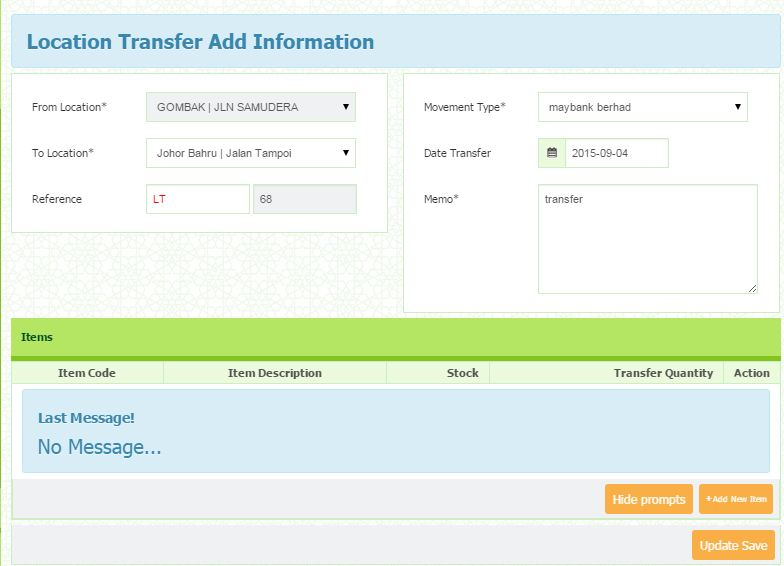 Location Transfer Add Information
From Location*
GOMBAK | JLN SAMUDERA
To Location*
Johor Bahru | Jalan Tampoi
Reference
LT
68
Movement Type*
maybank berhad
Date Transfer
2015-09-04
Memo*
transfer
Items
Item Code Item Description Stock Transfer Quantity Action
Last Message!
No Message...
Hide prompts +Add New Item
Update Save